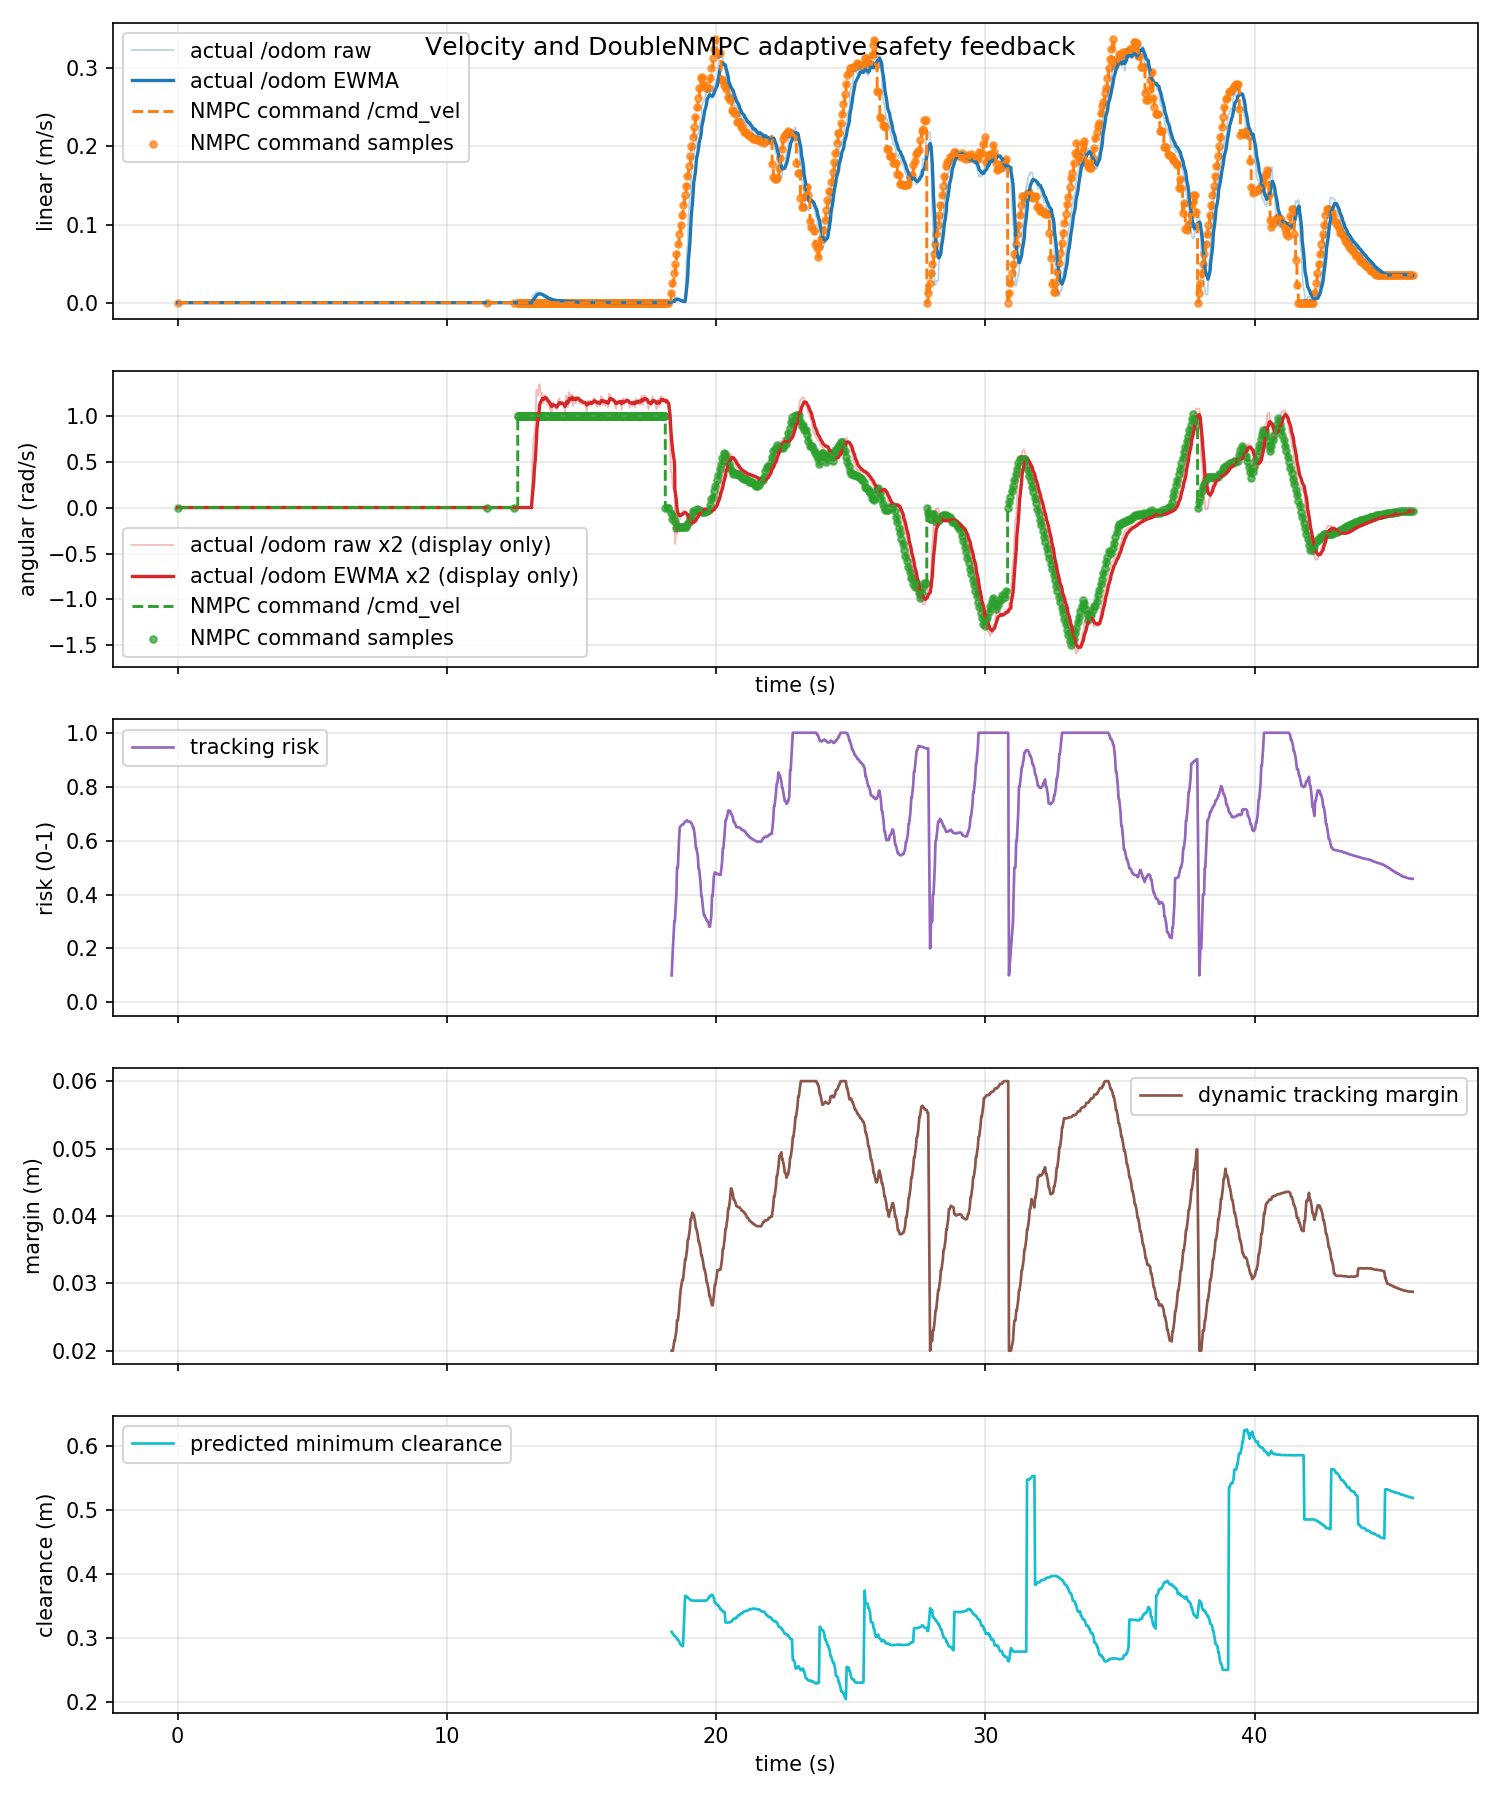 Velocity and DoubleNMPC adaptive safety feedback
actual /odom raw
actual /odom EWMA
NMPC command /cmd_vel
NMPC command samples
linear (m/s)
0.3
0.2
0.1
0.0
angular (rad/s)
1.0
0.5
0.0
−0.5
−1.0
−1.5
actual /odom raw x2 (display only)
actual /odom EWMA x2 (display only)
NMPC command /cmd_vel
NMPC command samples
time (s)
tracking risk
risk (0-1)
1.0
0.8
0.6
0.4
0.2
0.0
dynamic tracking margin
margin (m)
0.06
0.05
0.04
0.03
0.02
predicted minimum clearance
clearance (m)
0.6
0.5
0.4
0.3
0.2
0 10 20 30 40
time (s)